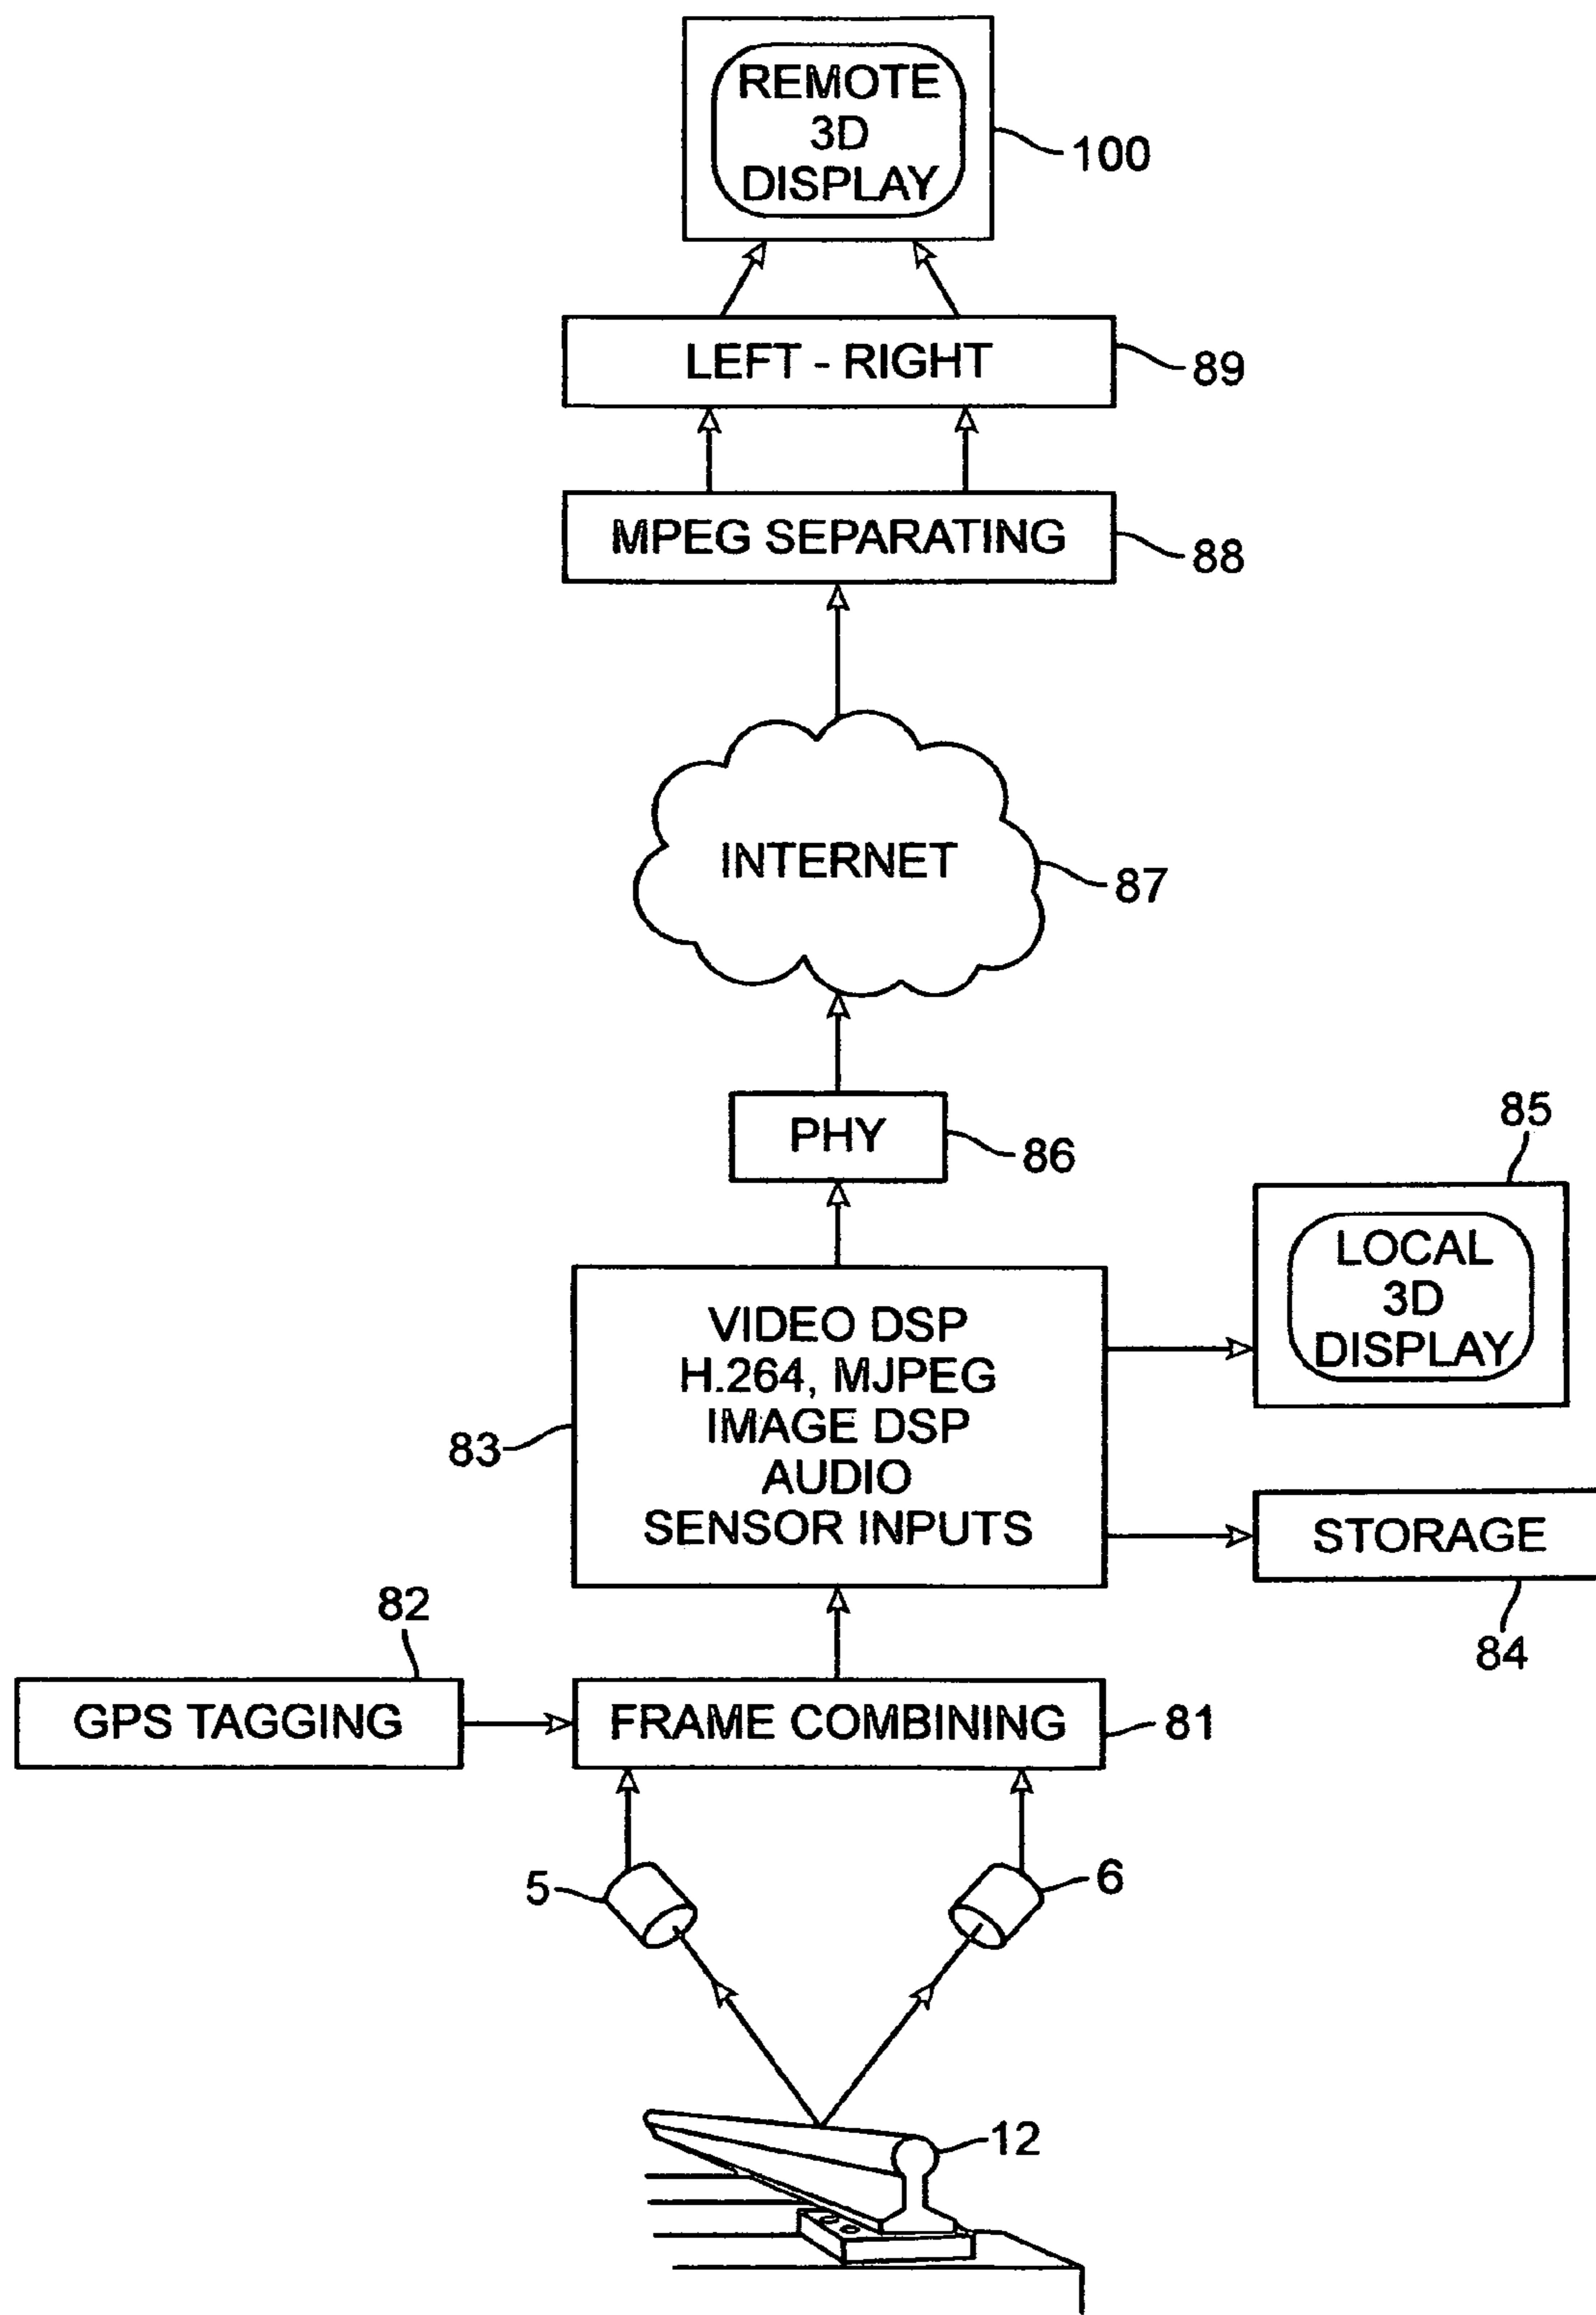 REMOTE
3D
DISPLAY
100
LEFT - RIGHT
89
MPEG SEPARATING
88
INTERNET
87
PHY
86
85
LOCAL
3D
DISPLAY
VIDEO DSP
H.264, MJPEG
IMAGE DSP
AUDIO
SENSOR INPUTS
83
STORAGE
84
82
GPS TAGGING
FRAME COMBINING
81
5
6
12